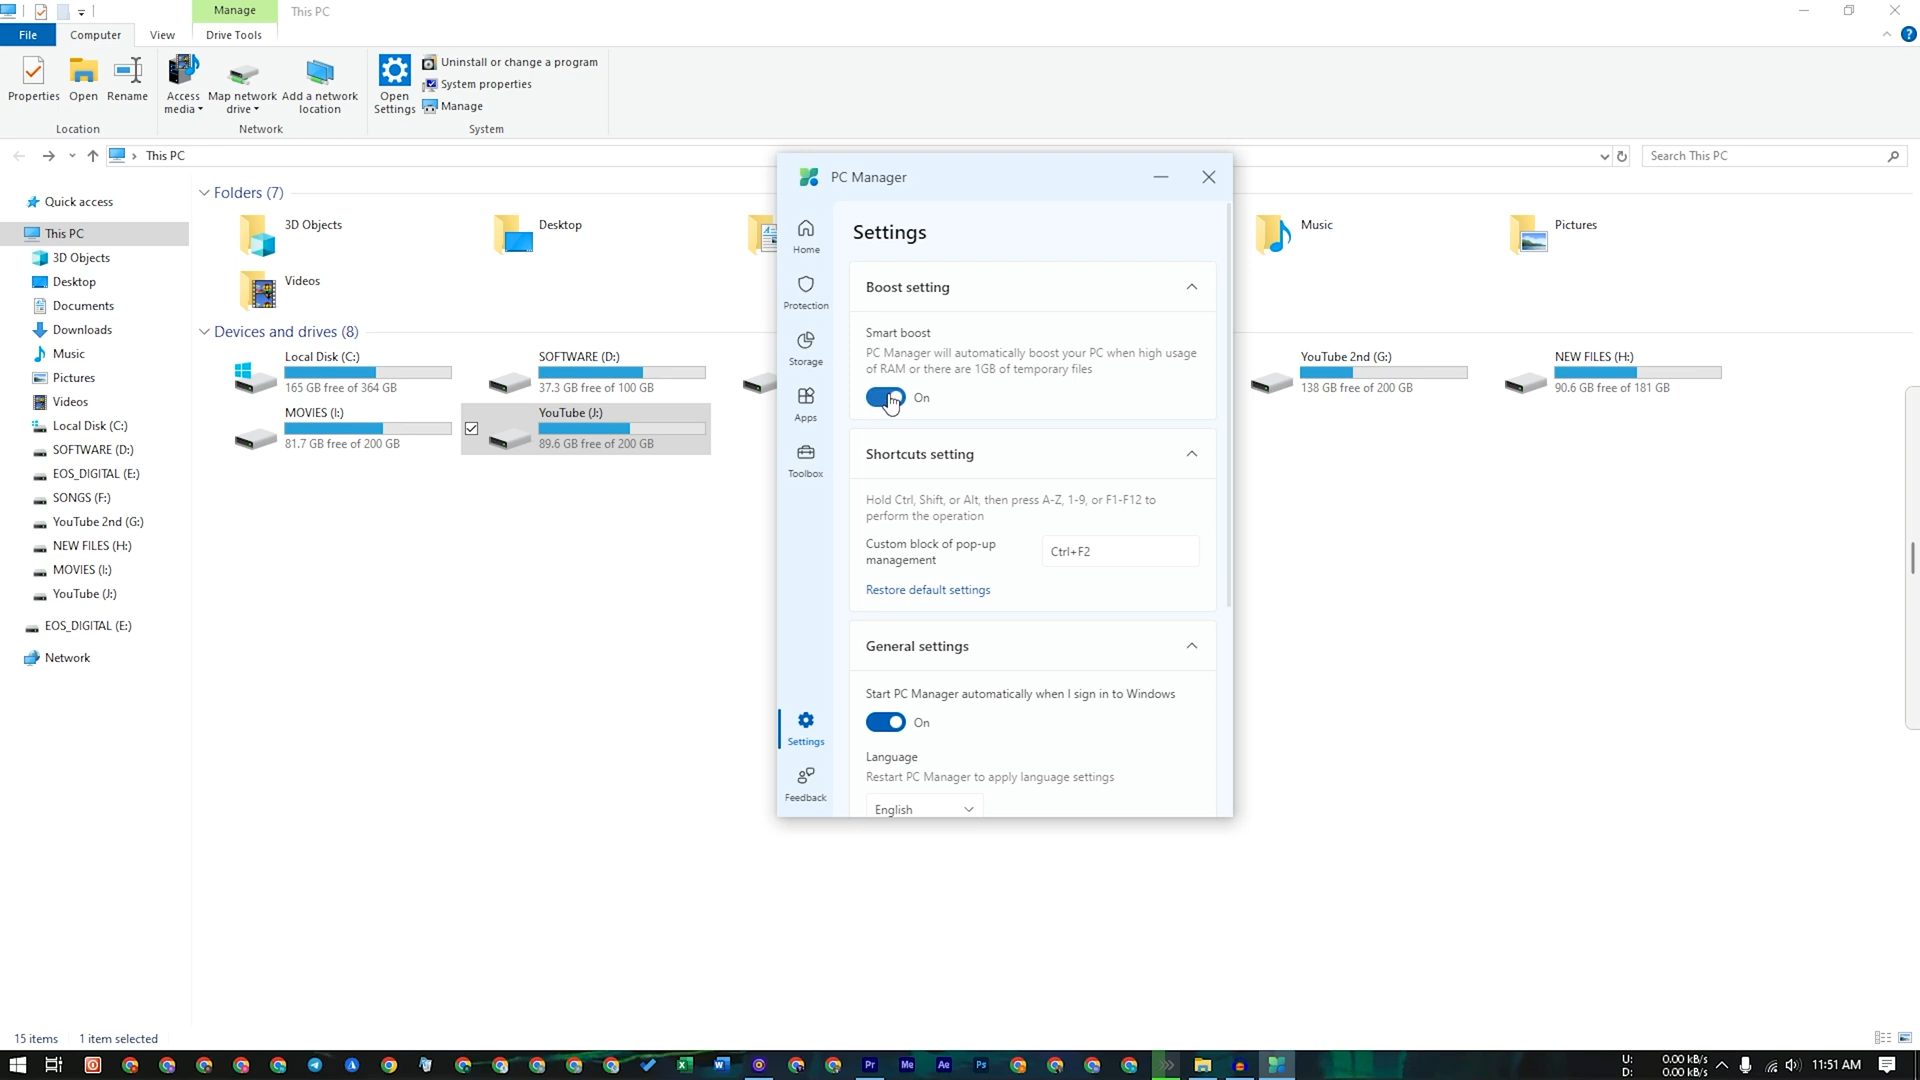 Manage
This PC
File
Computer
View
Drive Tools
Properties
Open
Rename
Access media
Map network drive
Add a network location
Open Settings
Uninstall or change a program
System properties
Manage
Location
Network
System
This PC
Search This PC
Quick access
This PC
3D Objects
Desktop
Documents
Downloads
Music
Pictures
Videos
Local Disk (C:)
SOFTWARE (D:)
EOS_DIGITAL (E:)
SONGS (F:)
YouTube 2nd (G:)
NEW FILES (H:)
MOVIES (I:)
YouTube (J:)
EOS_DIGITAL (E:)
Network
Folders (7)
3D Objects
Desktop
Music
Pictures
Videos
Devices and drives (8)
Local Disk (C:)
165 GB free of 364 GB
SOFTWARE (D:)
37.3 GB free of 100 GB
YouTube 2nd (G:)
138 GB free of 200 GB
NEW FILES (H:)
90.6 GB free of 181 GB
MOVIES (I:)
81.7 GB free of 200 GB
YouTube (J:)
89.6 GB free of 200 GB
PC Manager
Home
Protection
Storage
Apps
Toolbox
Settings
Feedback
Settings
Boost setting
Smart boost
PC Manager will automatically boost your PC when high usage
of RAM or there are 1GB of temporary files
On
Shortcuts setting
Hold Ctrl, Shift, or Alt, then press A-Z, 1-9, or F1-F12 to
perform the operation
Custom block of pop-up
management
Ctrl+F2
Restore default settings
General settings
Start PC Manager automatically when I sign in to Windows
On
Language
Restart PC Manager to apply language settings
English
15 items
1 item selected
Pr
Me
Ae
Ps
U:
0.00 kB/s
D:
0.00 kB/s
11:51 AM